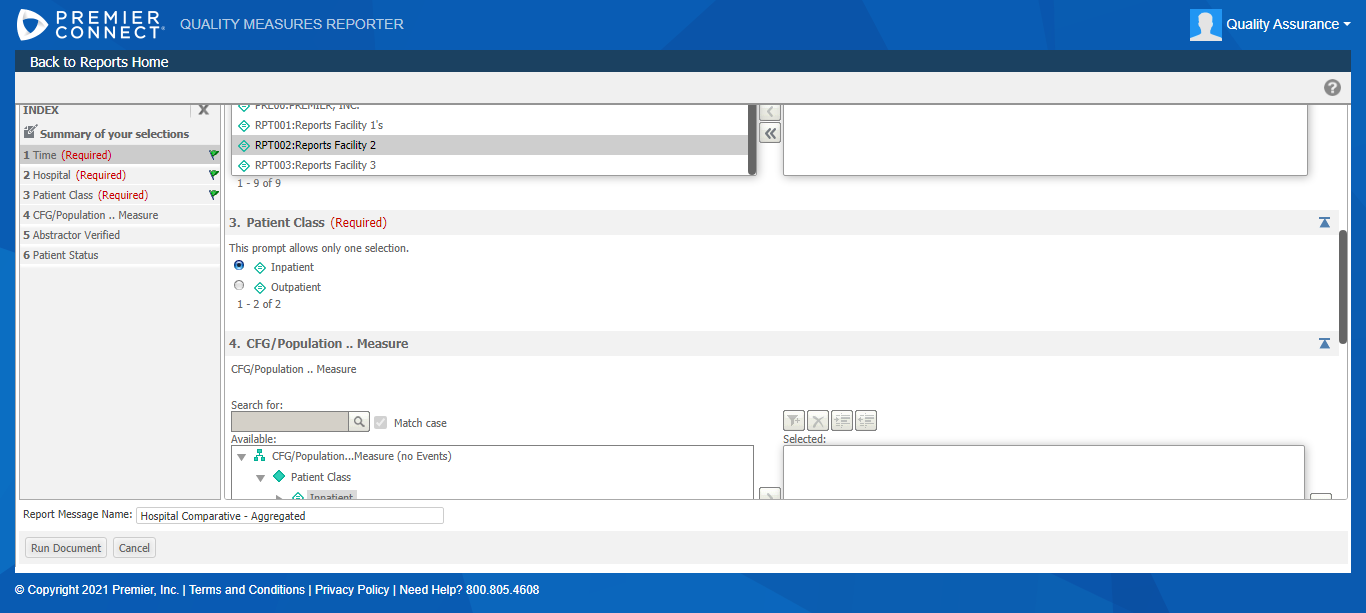 PREMIER CONNECT
QUALITY MEASURES REPORTER
Quality Assurance
Back to Reports Home
INDEX
X
Summary of your selections
1 Time (Required)
2 Hospital (Required)
3 Patient Class (Required)
4 CFG/Population .. Measure
5 Abstractor Verified
6 Patient Status
PRE00:PREMIER, INC.
RPT001:Reports Facility 1's
RPT002:Reports Facility 2
RPT003:Reports Facility 3
1 - 9 of 9
3. Patient Class (Required)
This prompt allows only one selection.
Inpatient
Outpatient
1 - 2 of 2
4. CFG/Population .. Measure
CFG/Population .. Measure
Search for:
Match case
Available:
Selected:
CFG/Population...Measure (no Events)
Patient Class
Inpatient
Report Message Name: Hospital Comparative - Aggregated
Run Document Cancel
© Copyright 2021 Premier, Inc. | Terms and Conditions | Privacy Policy | Need Help? 800.805.4608